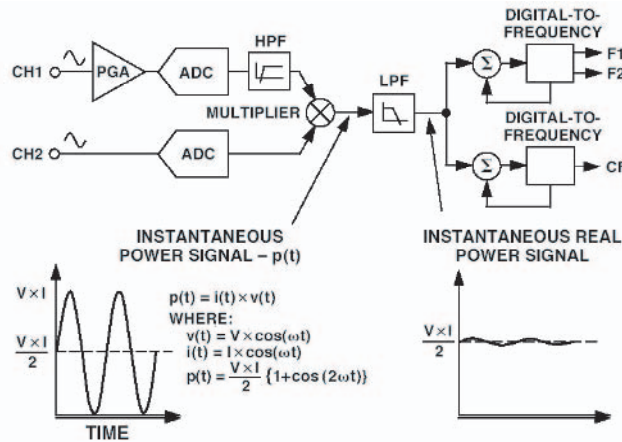 DIGITAL-TO-
FREQUENCY
HPF
F1
CH1
PGA
ADC
LPF
Σ
F2
MULTIPLIER
DIGITAL-TO-
FREQUENCY
CH2
ADC
Σ
CF
INSTANTANEOUS
POWER SIGNAL – p(t)
INSTANTANEOUS REAL
POWER SIGNAL
V × I
p(t) = i(t) × v(t)
WHERE:
v(t) = V × cos(ωt)
i(t) = I × cos(ωt)
p(t) = V × I / 2 {1+cos (2ωt)}
V × I
2
TIME
V × I
2